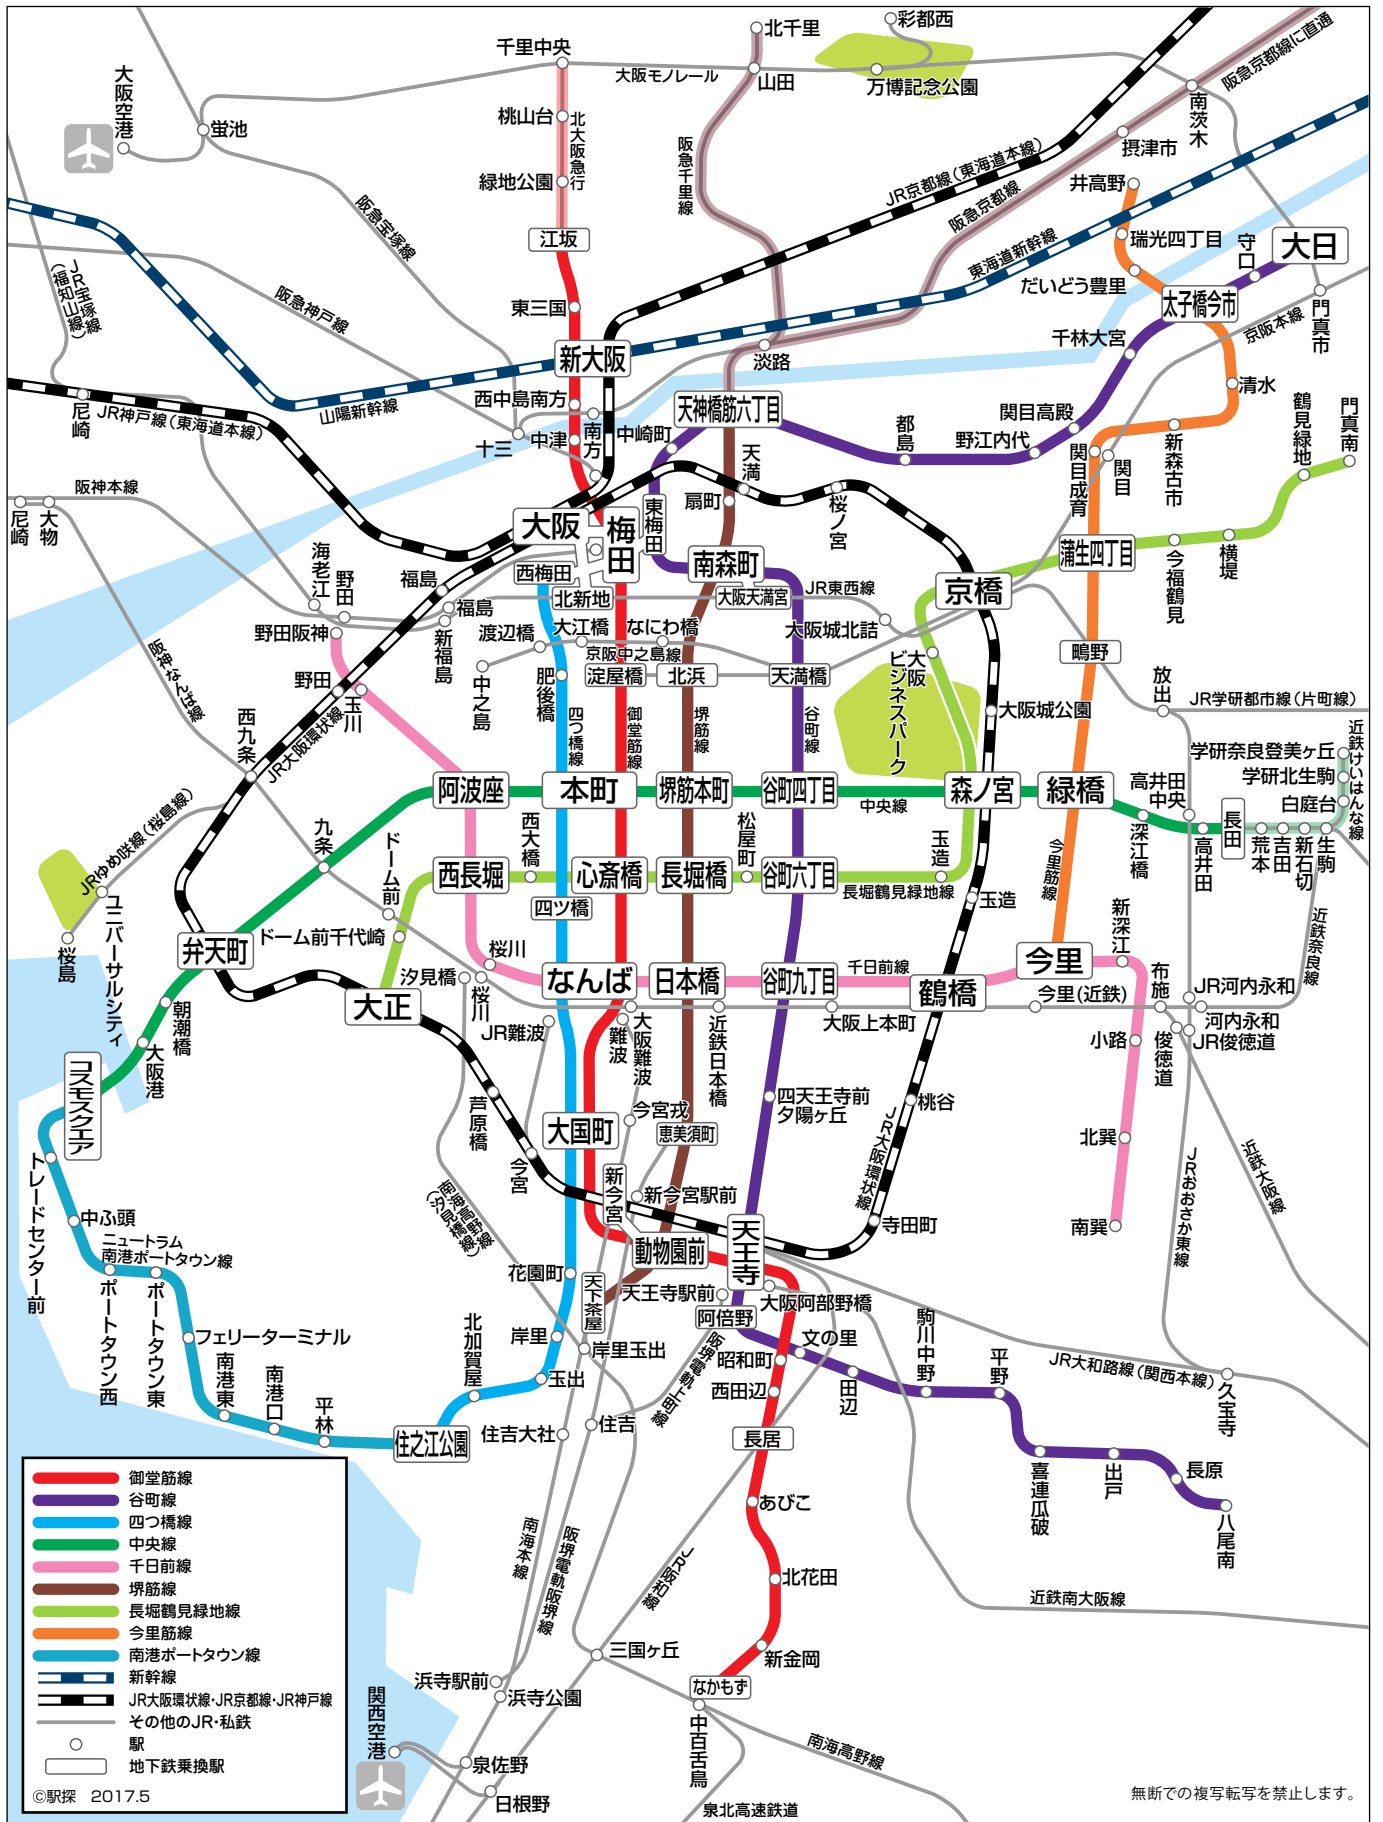 北千里
彩都西
千里中央
大阪モノレール
山田
万博記念公園
阪急京都線に直通
大阪空港
蛍池
桃山台
北大阪急行
緑地公園
阪急千里線
南茨木
摂津市
JR京都線(東海道本線)
阪急京都線
井高野
瑞光四丁目
だいどう豊里
守口
大日
江坂
阪急宝塚線
JR宝塚線
(福知山線)
阪急神戸線
東海道新幹線
太子橋今市
門真市
京阪本線
東三国
新大阪
淡路
千林大宮
清水
西中島南方
南方
天神橋筋六丁目
中崎町
山陽新幹線
尼崎
JR神戸線(東海道本線)
十三
中津
天満
都島
野江内代
関目高殿
関目成育
関目
新森古市
鶴見緑地
門真南
阪神本線
尼崎
大物
大阪
梅田
東梅田
扇町
桜ノ宮
蒲生四丁目
今福鶴見
横堤
西梅田
南森町
北新地
大阪天満宮
JR東西線
京橋
海老江
野田
福島
福島
新福島
野田阪神
渡辺橋
大江橋
なにわ橋
大阪城北詰
京阪中之島線
中之島
肥後橋
淀屋橋
北浜
天満橋
大阪ビジネスパーク
鴫野
放出
JR学研都市線(片町線)
阪神なんば線
野田
玉川
JR大阪環状線
西九条
四つ橋線
御堂筋線
堺筋線
谷町線
大阪城公園
近鉄けいはんな線
学研奈良登美ヶ丘
学研北生駒
白庭台
阿波座
本町
堺筋本町
谷町四丁目
中央線
森ノ宮
緑橋
高井田中央
深江橋
高井田
長田
荒本
吉田
新石切
生駒
JRゆめ咲線(桜島線)
九条
ドーム前
西大橋
松屋町
玉造
今里筋線
西長堀
心斎橋
長堀橋
谷町六丁目
長堀鶴見緑地線
四ツ橋
玉造
ユニバーサルシティ
桜島
弁天町
ドーム前千代崎
汐見橋
桜川
桜川
新深江
近鉄奈良線
なんば
日本橋
谷町九丁目
千日前線
今里
布施
大正
鶴橋
今里(近鉄)
JR河内永和
河内永和
JR俊徳道
俊徳道
JR難波
難波
大阪難波
近鉄日本橋
大阪上本町
小路
朝潮橋
大阪港
コスモスクエア
芦原橋
今宮
大国町
今宮戎
恵美須町
四天王寺前
夕陽ヶ丘
桃谷
JR大阪環状線
北巽
JRおおさか東線
近鉄大阪線
南巽
トレードセンター前
中ふ頭
ニュートラム
南港ポートタウン線
ポートタウン西
ポートタウン東
フェリーターミナル
南港東
南港口
平林
南海高野線
(汐見橋線)
新今宮
新今宮駅前
動物園前
天王寺
寺田町
花園町
天下茶屋
天王寺駅前
大阪阿部野橋
阿倍野
北加賀屋
岸里
岸里玉出
玉出
住之江公園
住吉大社
住吉
阪堺電軌上町線
昭和町
文の里
西田辺
田辺
駒川中野
平野
JR大和路線(関西本線)
久宝寺
長居
喜連瓜破
出戸
長原
八尾南
あびこ
南海本線
阪堺電軌阪堺線
JR阪和線
北花田
近鉄南大阪線
三国ヶ丘
新金岡
なかもず
中百舌鳥
浜寺駅前
浜寺公園
関西空港
泉佐野
日根野
南海高野線
泉北高速鉄道
御堂筋線
谷町線
四つ橋線
中央線
千日前線
堺筋線
長堀鶴見緑地線
今里筋線
南港ポートタウン線
新幹線
JR大阪環状線・JR京都線・JR神戸線
その他のJR・私鉄
駅
地下鉄乗換駅
©駅探 2017.5
無断での複写転写を禁止します。